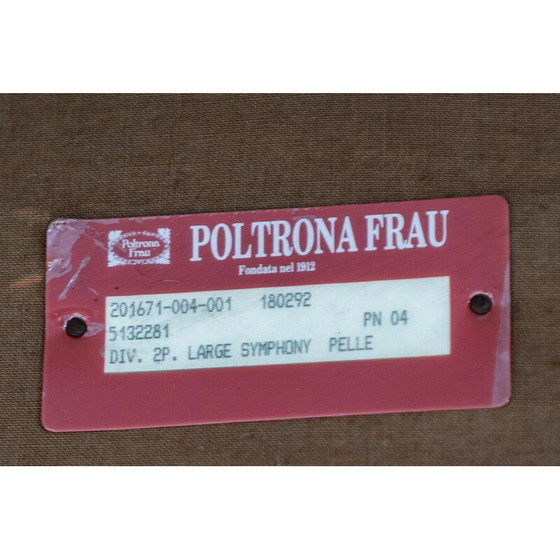 Poltrona
Frau
POLTRONA FRAU
Fondata nel 1912
201671-004-001 180292
5132281 PN 04
DIV. 2P. LARGE SYMPHONY PELLE